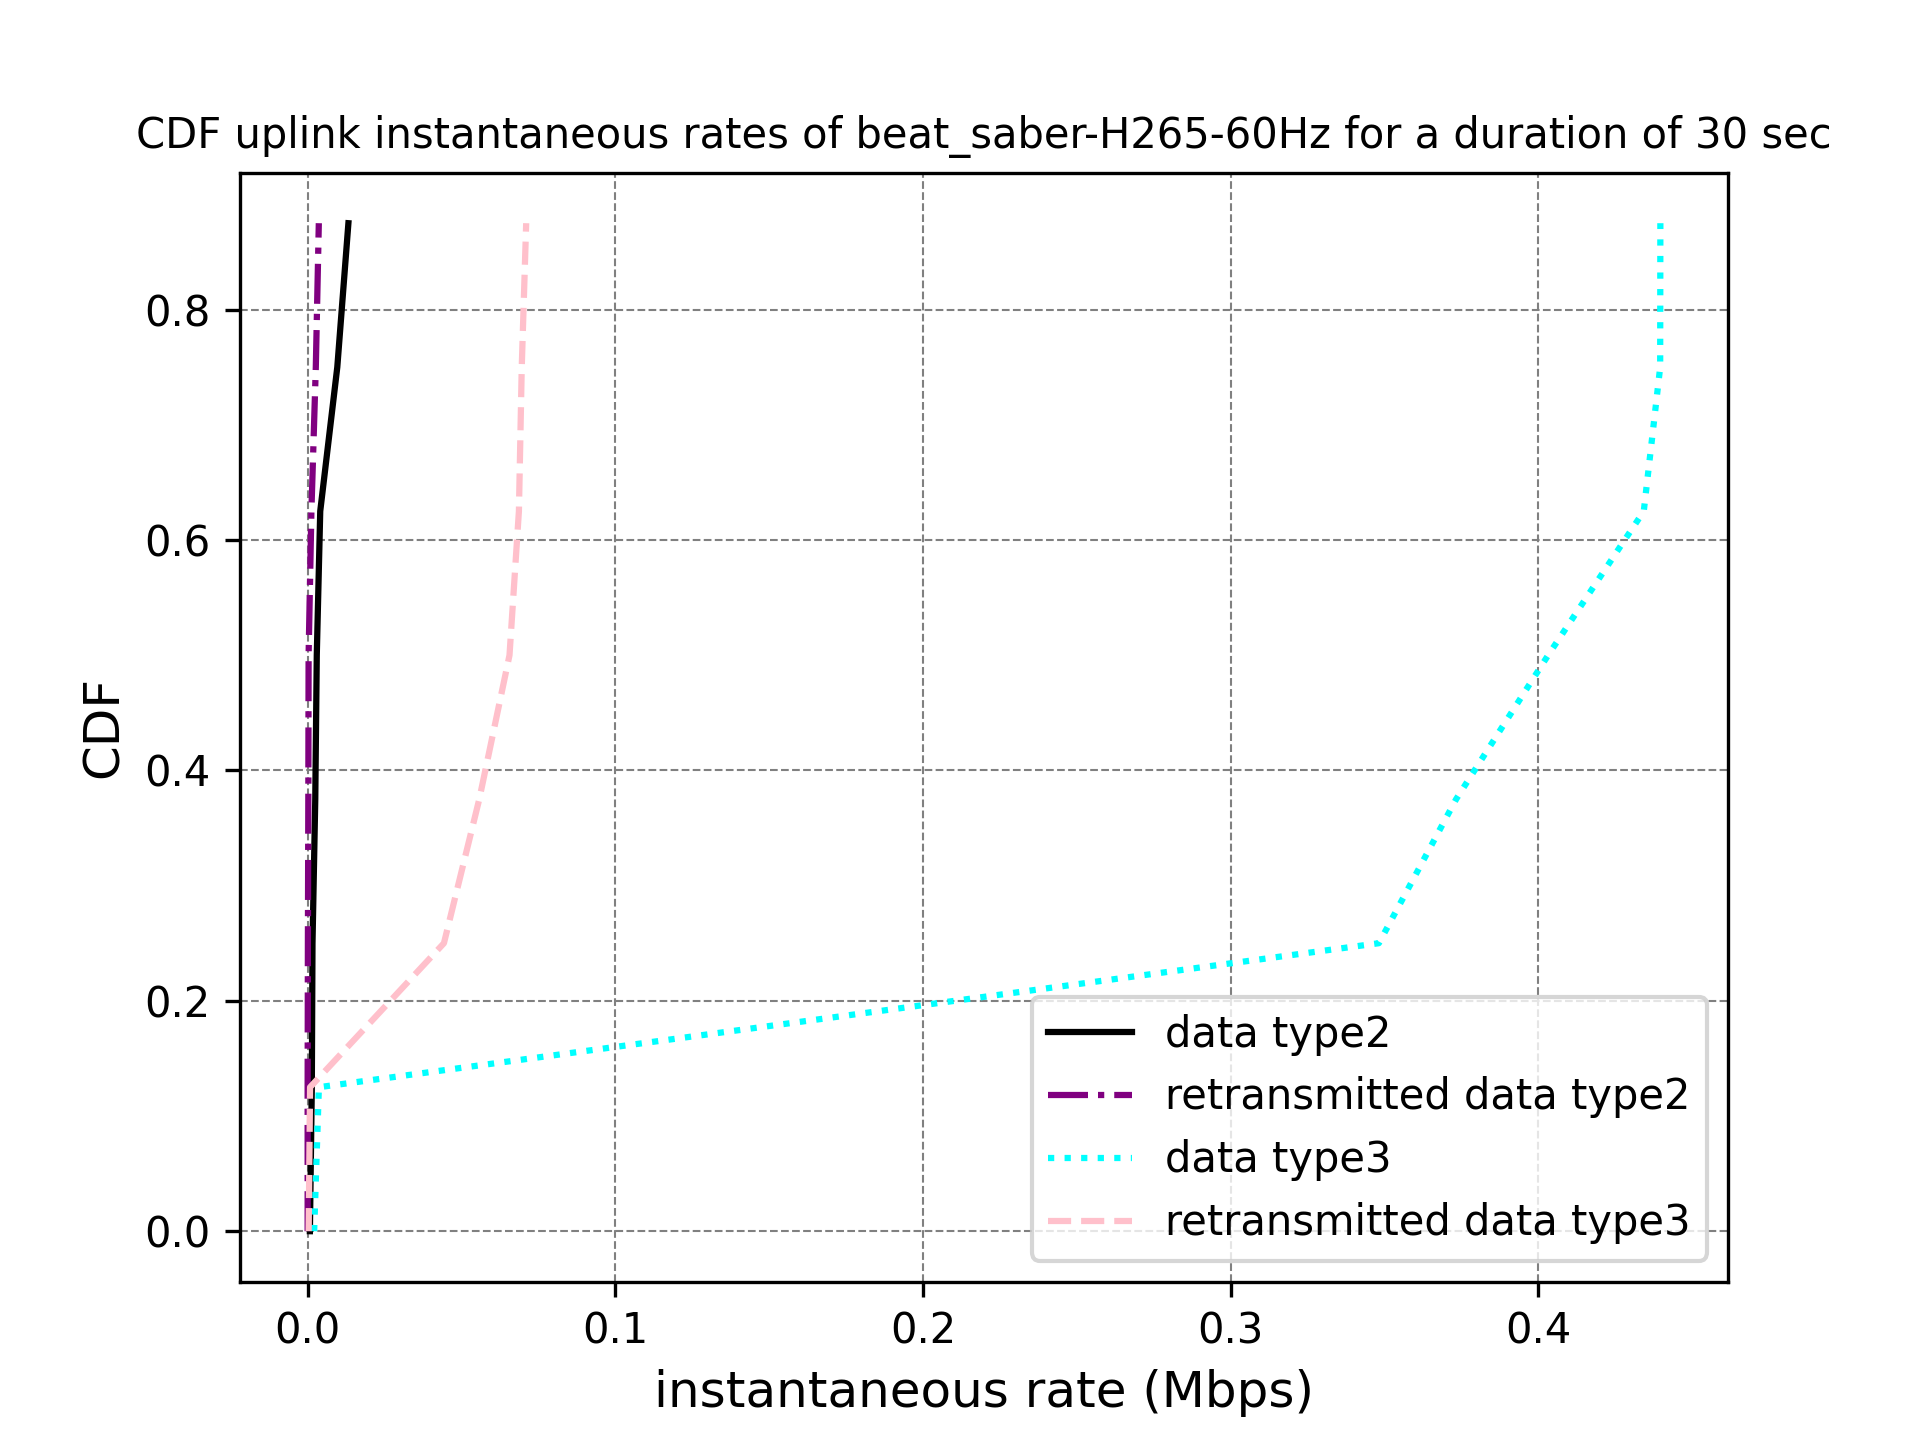 CDF uplink instantaneous rates of beat_saber-H265-60Hz for a duration of 30 sec
CDF
0.8
0.6
0.4
0.2
0.0
data type2
retransmitted data type2
data type3
retransmitted data type3
0.0 0.1 0.2 0.3 0.4
instantaneous rate (Mbps)